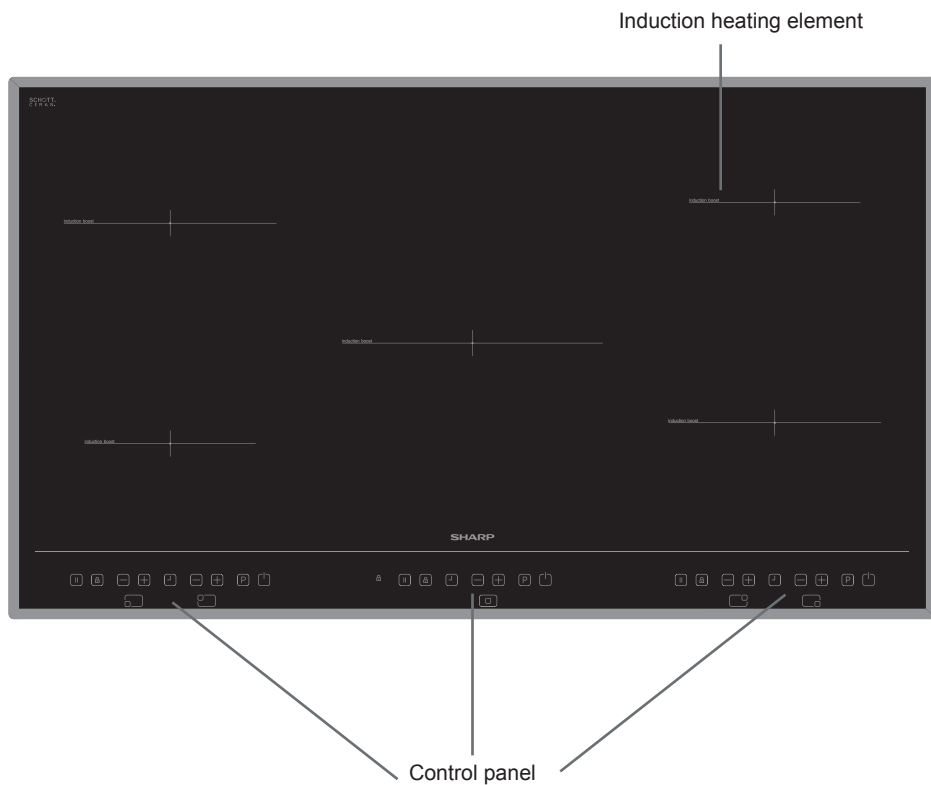 Induction heating element
SCHOTT
CERAN®
Induction boost
Induction boost
Induction boost
Induction boost
Induction boost
SHARP
P
P
P
Control panel